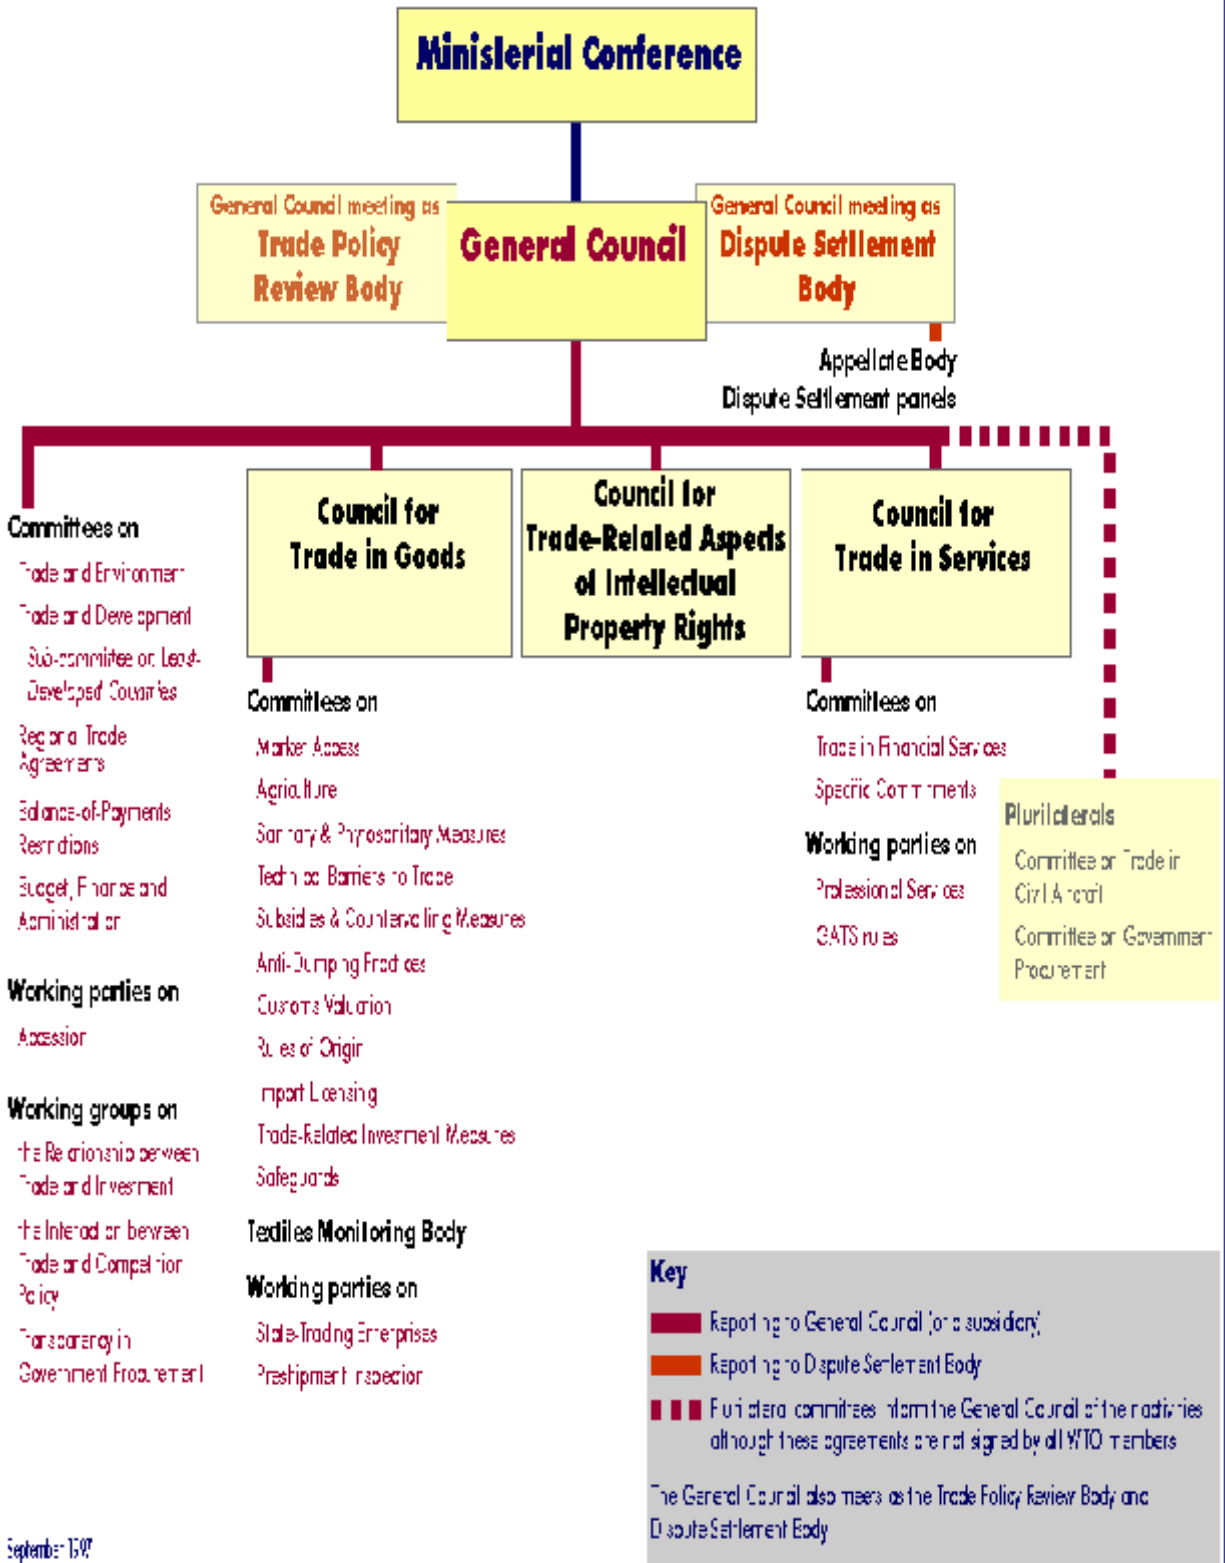 Ministerial Conference
General Council meeting as
Trade Policy
Review Body
General Council
General Council meeting as
Dispute Settlement
Body
Appellate Body
Dispute Settlement panels
Committees on
Trade and Environment
Trade and Development
Sub-committee on Least-
Developed Countries
Regional Trade
Agreements
Balance-of-Payments
Restrictions
Budget, Finance and
Administration
Working parties on
Accession
Working groups on
the Relationship between
Trade and Investment
the Interaction between
Trade and Competition
Policy
Transparency in
Government Procurement
Council for
Trade in Goods
Committees on
Market Access
Agriculture
Sanitary & Phytosanitary Measures
Technical Barriers to Trade
Subsidies & Countervailing Measures
Anti-Dumping Practices
Customs Valuation
Rules of Origin
Import Licensing
Trade-Related Investment Measures
Safeguards
Textiles Monitoring Body
Working parties on
State-Trading Enterprises
Preshipment Inspection
Council for
Trade-Related Aspects
of Intellectual
Property Rights
Council for
Trade in Services
Committees on
Trade in Financial Services
Specific Commitments
Working parties on
Professional Services
GATS rules
Plurilaterals
Committee on Trade in
Civil Aircraft
Committee on Government
Procurement
Key
Reporting to General Council (or a subsidiary)
Reporting to Dispute Settlement Body
Plurilateral committees inform the General Council of their activities
although these agreements are not signed by all WTO members
The General Council also meets as the Trade Policy Review Body and
Dispute Settlement Body
September 1997